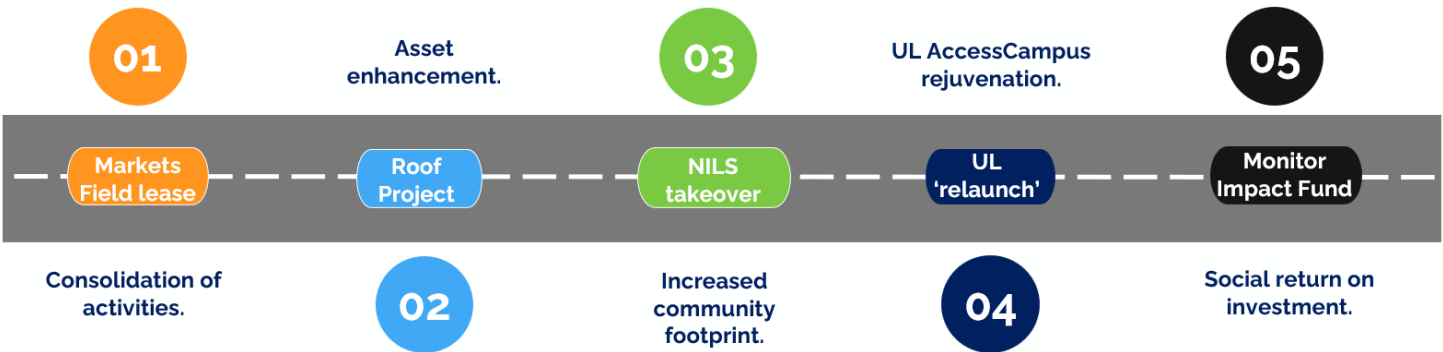 01
Markets
Field lease
Consolidation of
activities.
Asset
enhancement.
Roof
Project
02
03
NILS
takeover
Increased
community
footprint.
UL AccessCampus
rejuvenation.
UL
‘relaunch’
04
05
Monitor
Impact Fund
Social return on
investment.